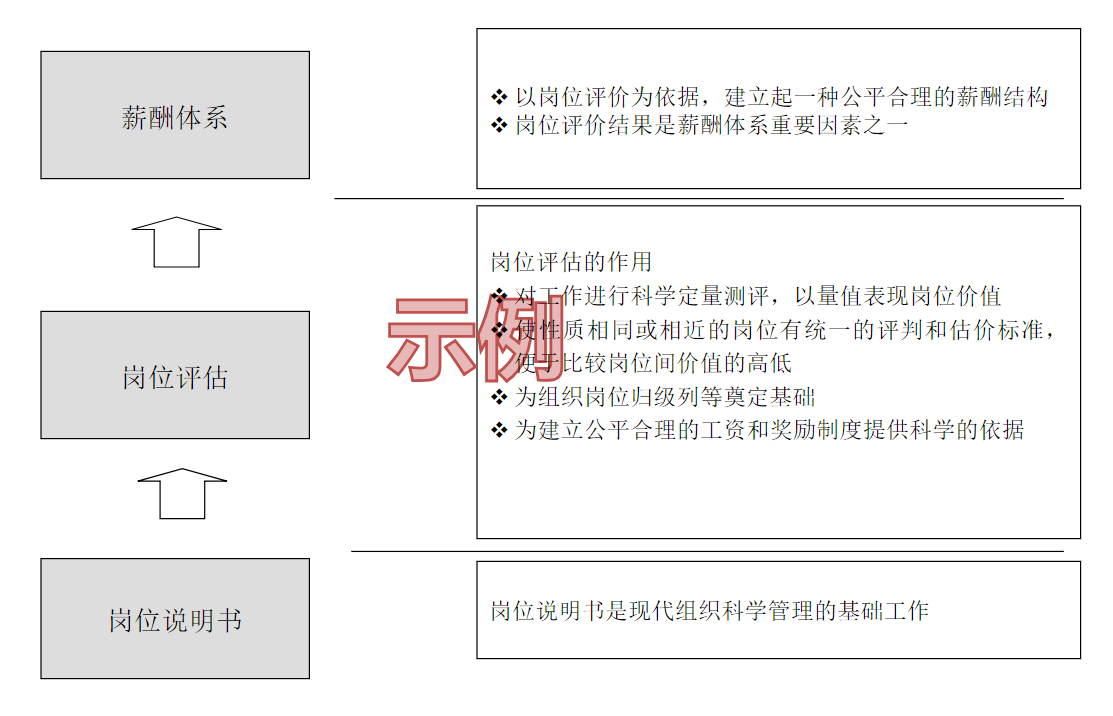 薪酬体系
❖ 以岗位评价为依据，建立起一种公平合理的薪酬结构
❖ 岗位评价结果是薪酬体系重要因素之一
岗位评估
岗位评估的作用
❖ 对工作进行科学定量测评，以量值表现岗位价值
❖ 使性质相同或相近的岗位有统一的评判和估价标准，
便于比较岗位间价值的高低
❖ 为组织岗位归级列等奠定基础
❖ 为建立公平合理的工资和奖励制度提供科学的依据
示例
岗位说明书
岗位说明书是现代组织科学管理的基础工作